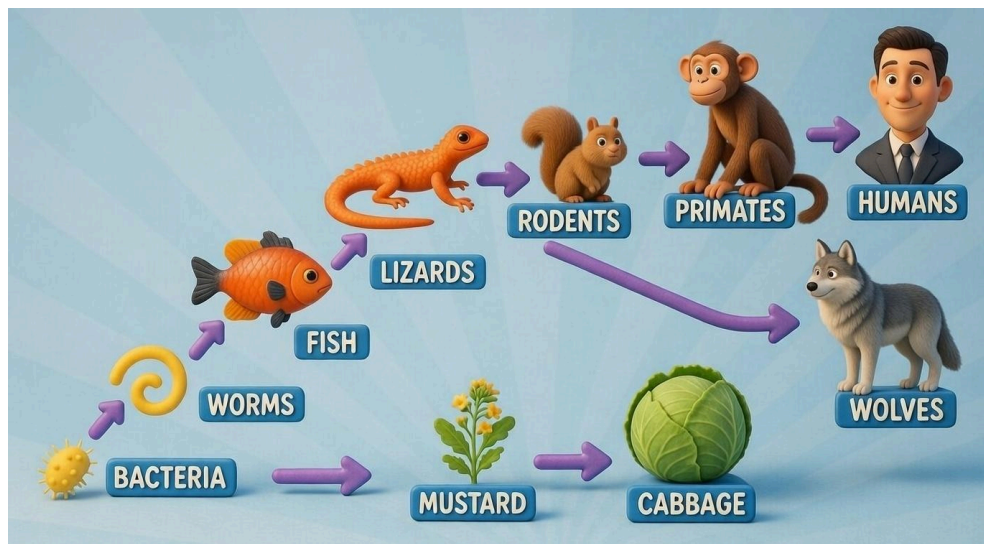 HUMANS
PRIMATES
RODENTS
LIZARDS
FISH
WORMS
WOLVES
BACTERIA
MUSTARD
CABBAGE